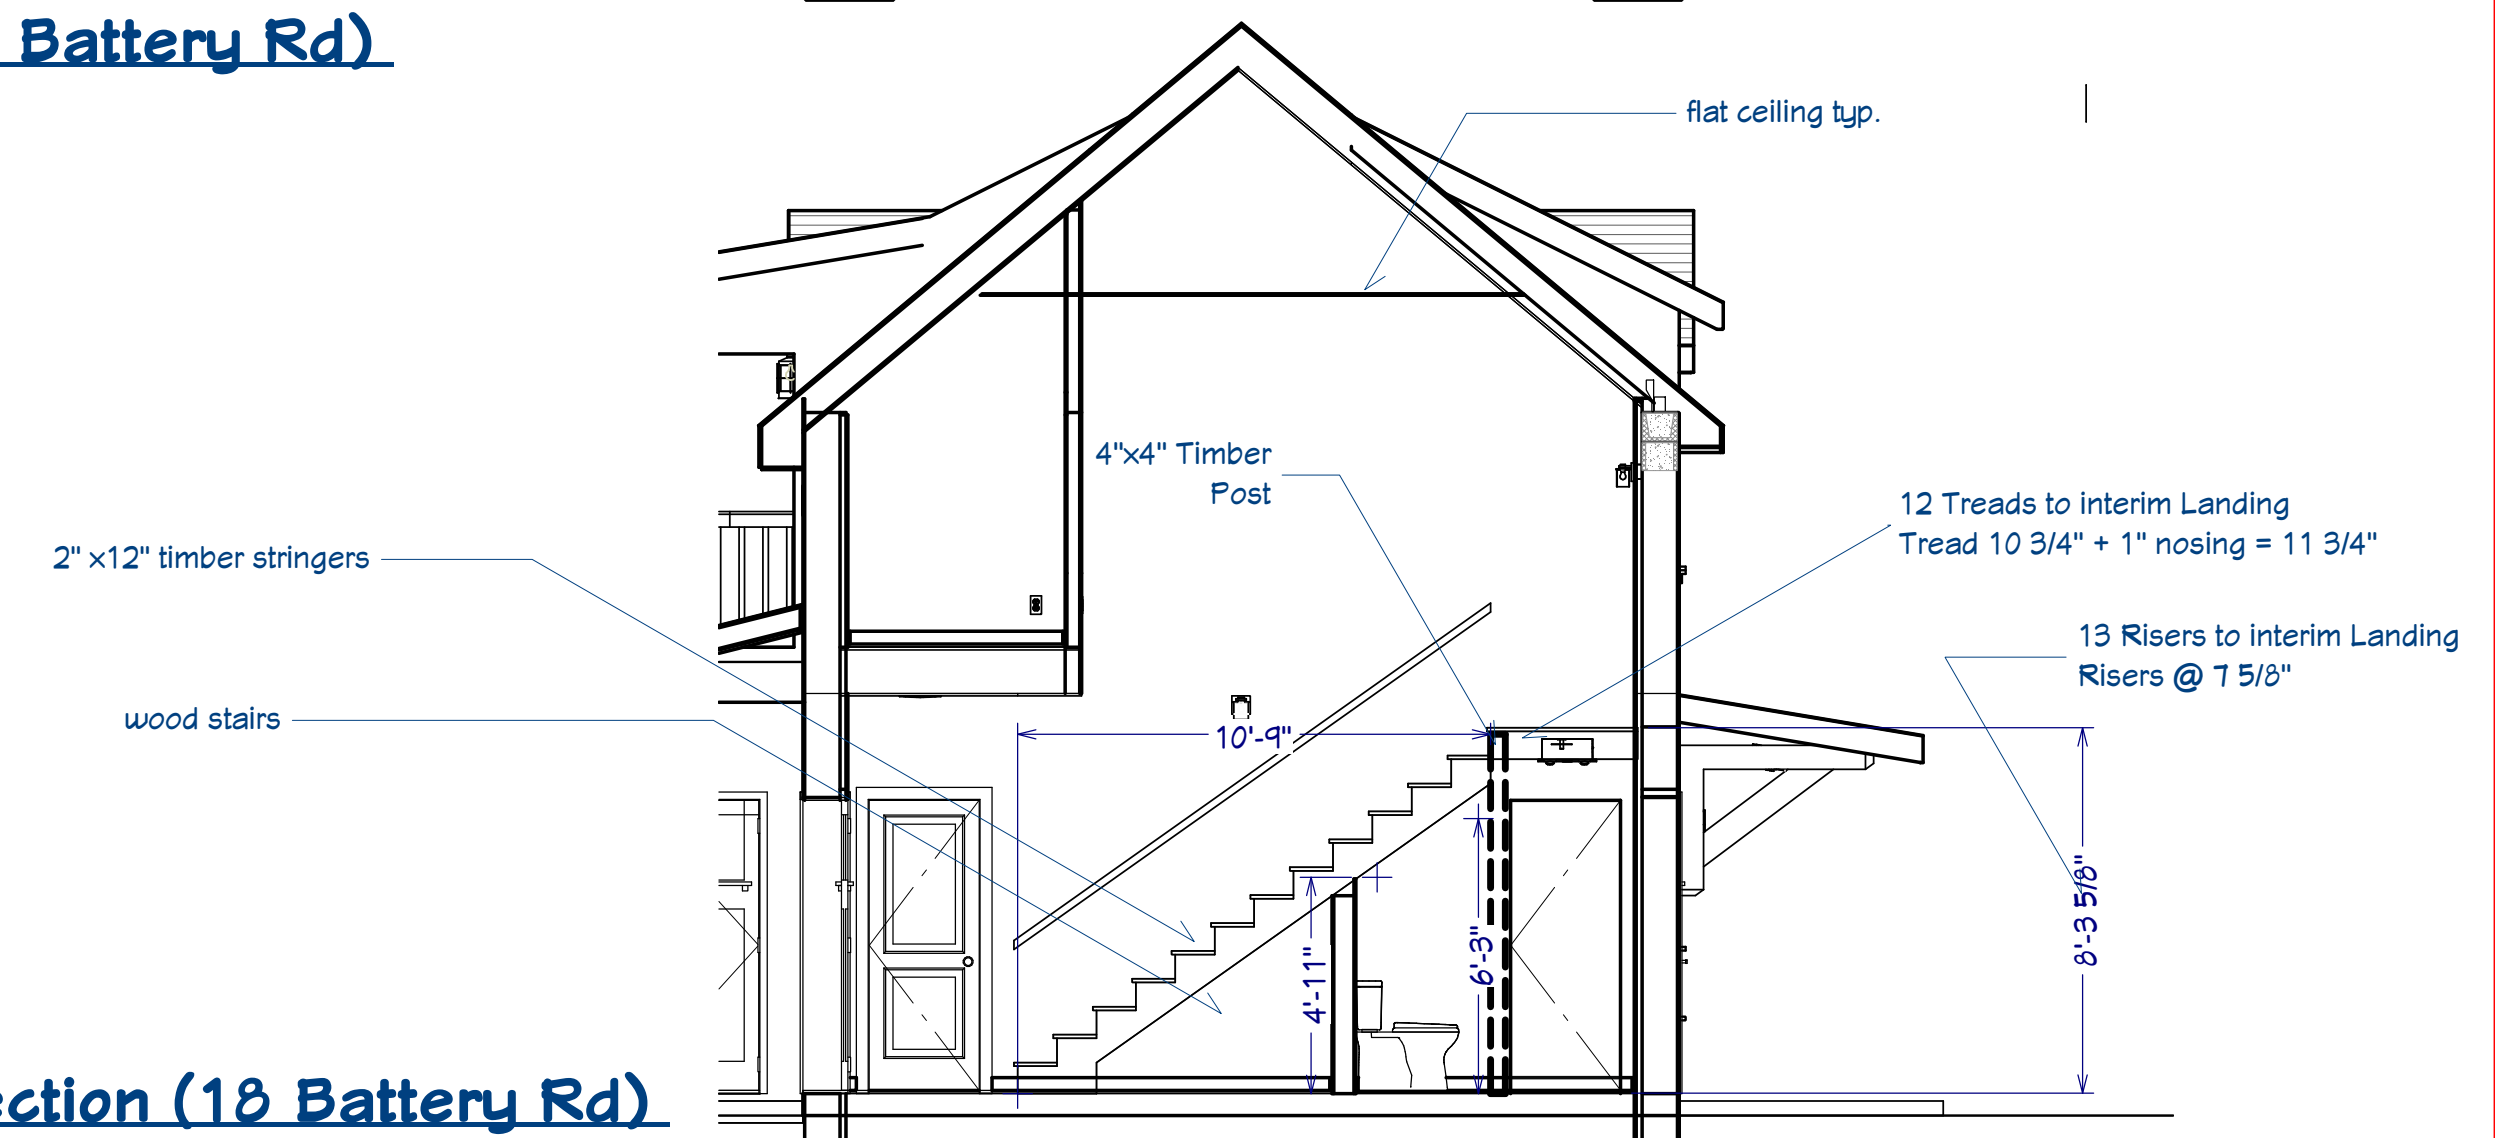 Battery Rd)
flat ceiling typ.
4"x4" Timber
Post
12 Treads to interim Landing
Tread 10 3/4" + 1" nosing = 11 3/4"
2" x12" timber stringers
13 Risers to interim Landing
Risers @ 7 5/8"
wood stairs
10'-9"
8'-3 5/8"
6'-3"
4'-11"
ction (18 Battery Rd)